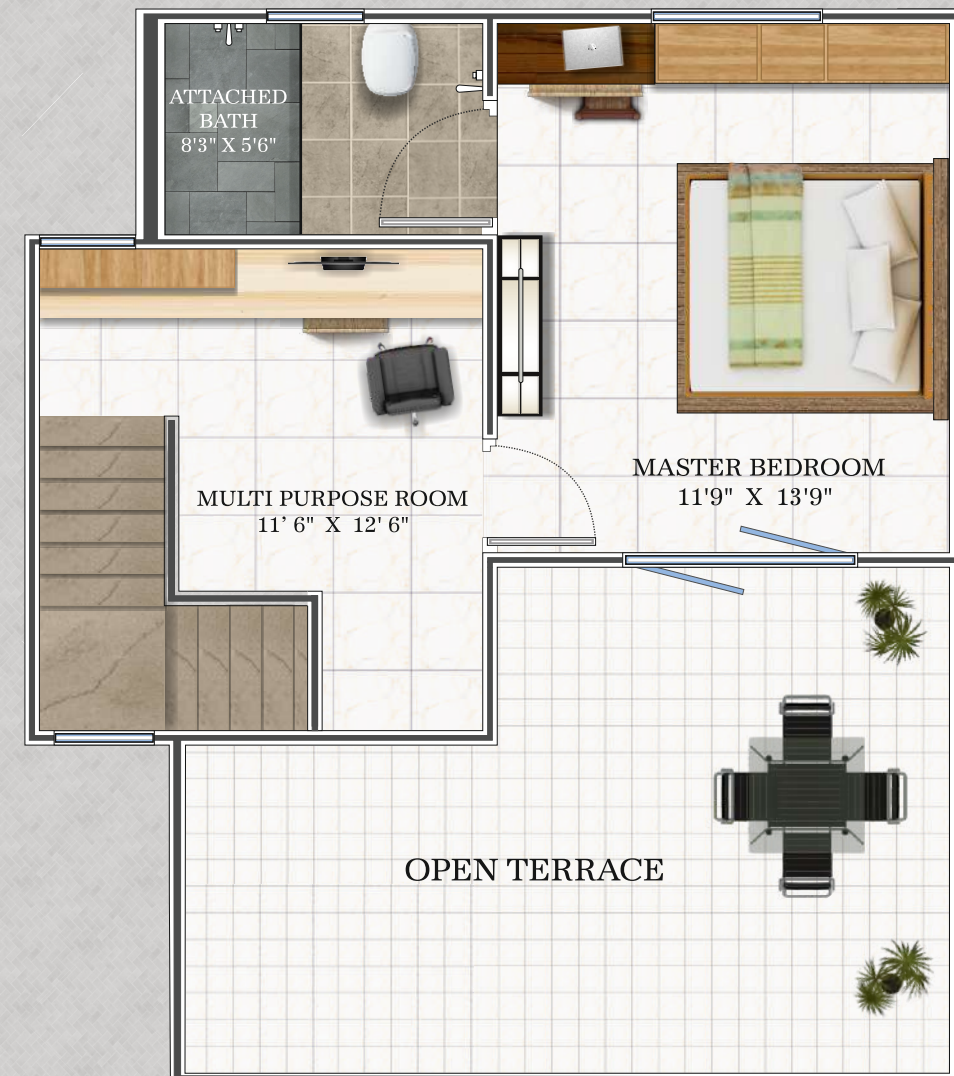 ATTACHED
BATH
8'3" X 5'6"
MASTER BEDROOM
11'9" X 13'9"
MULTI PURPOSE ROOM
11’ 6" X 12' 6"
OPEN TERRACE